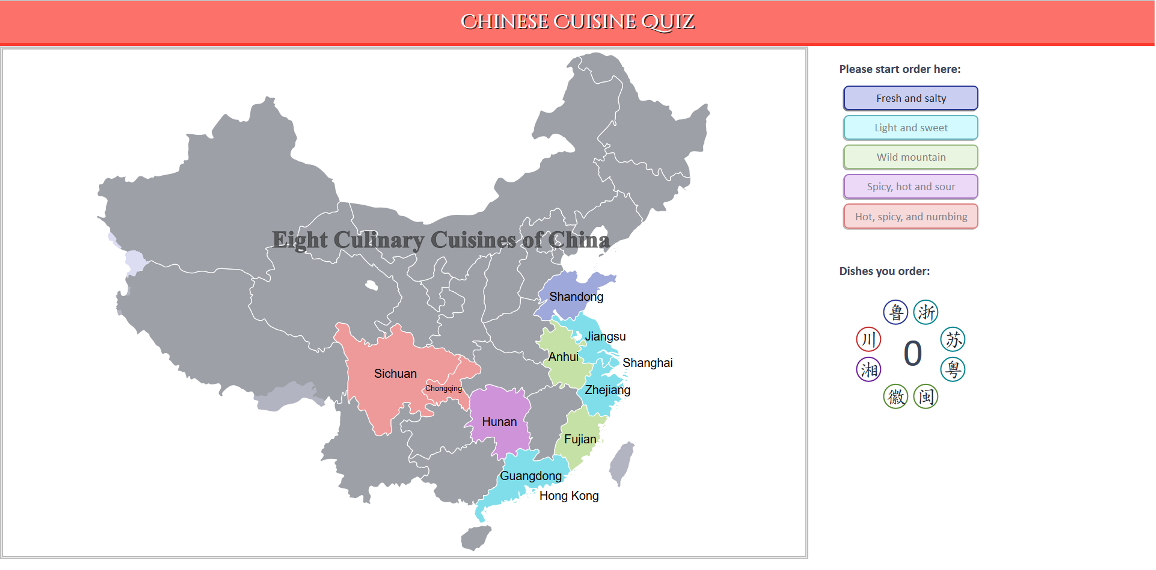 Chinese Cuisine Quiz
Please start order here:
Fresh and salty
Light and sweet
Wild mountain
Spicy, hot and sour
Hot, spicy, and numbing
Eight Culinary Cuisines of China
Shandong
Jiangsu
Anhui
Shanghai
Sichuan
Chongqing
Zhejiang
Hunan
Fujian
Guangdong
Hong Kong
Dishes you order:
鲁 浙
川 苏
0
湘 粤
徽 闽